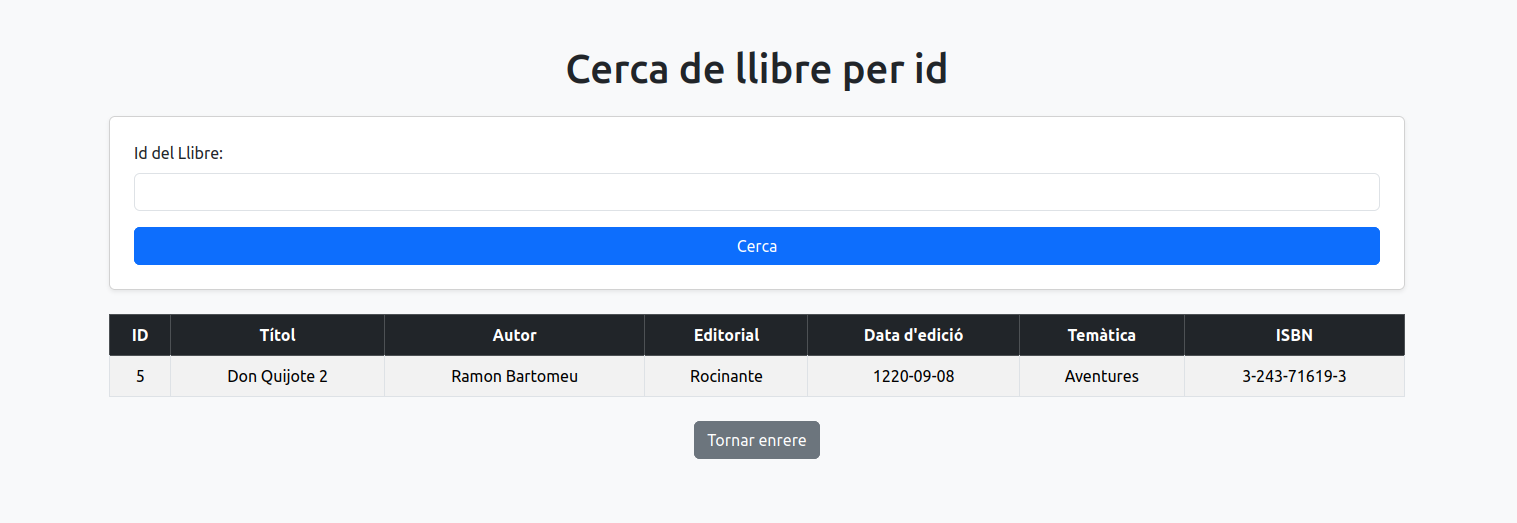 Cerca de llibre per id
Id del Llibre:
Cerca
ID Títol Autor Editorial Data d'edició Temàtica ISBN
5 Don Quijote 2 Ramon Bartomeu Rocinante 1220-09-08 Aventures 3-243-71619-3
Tornar enrere